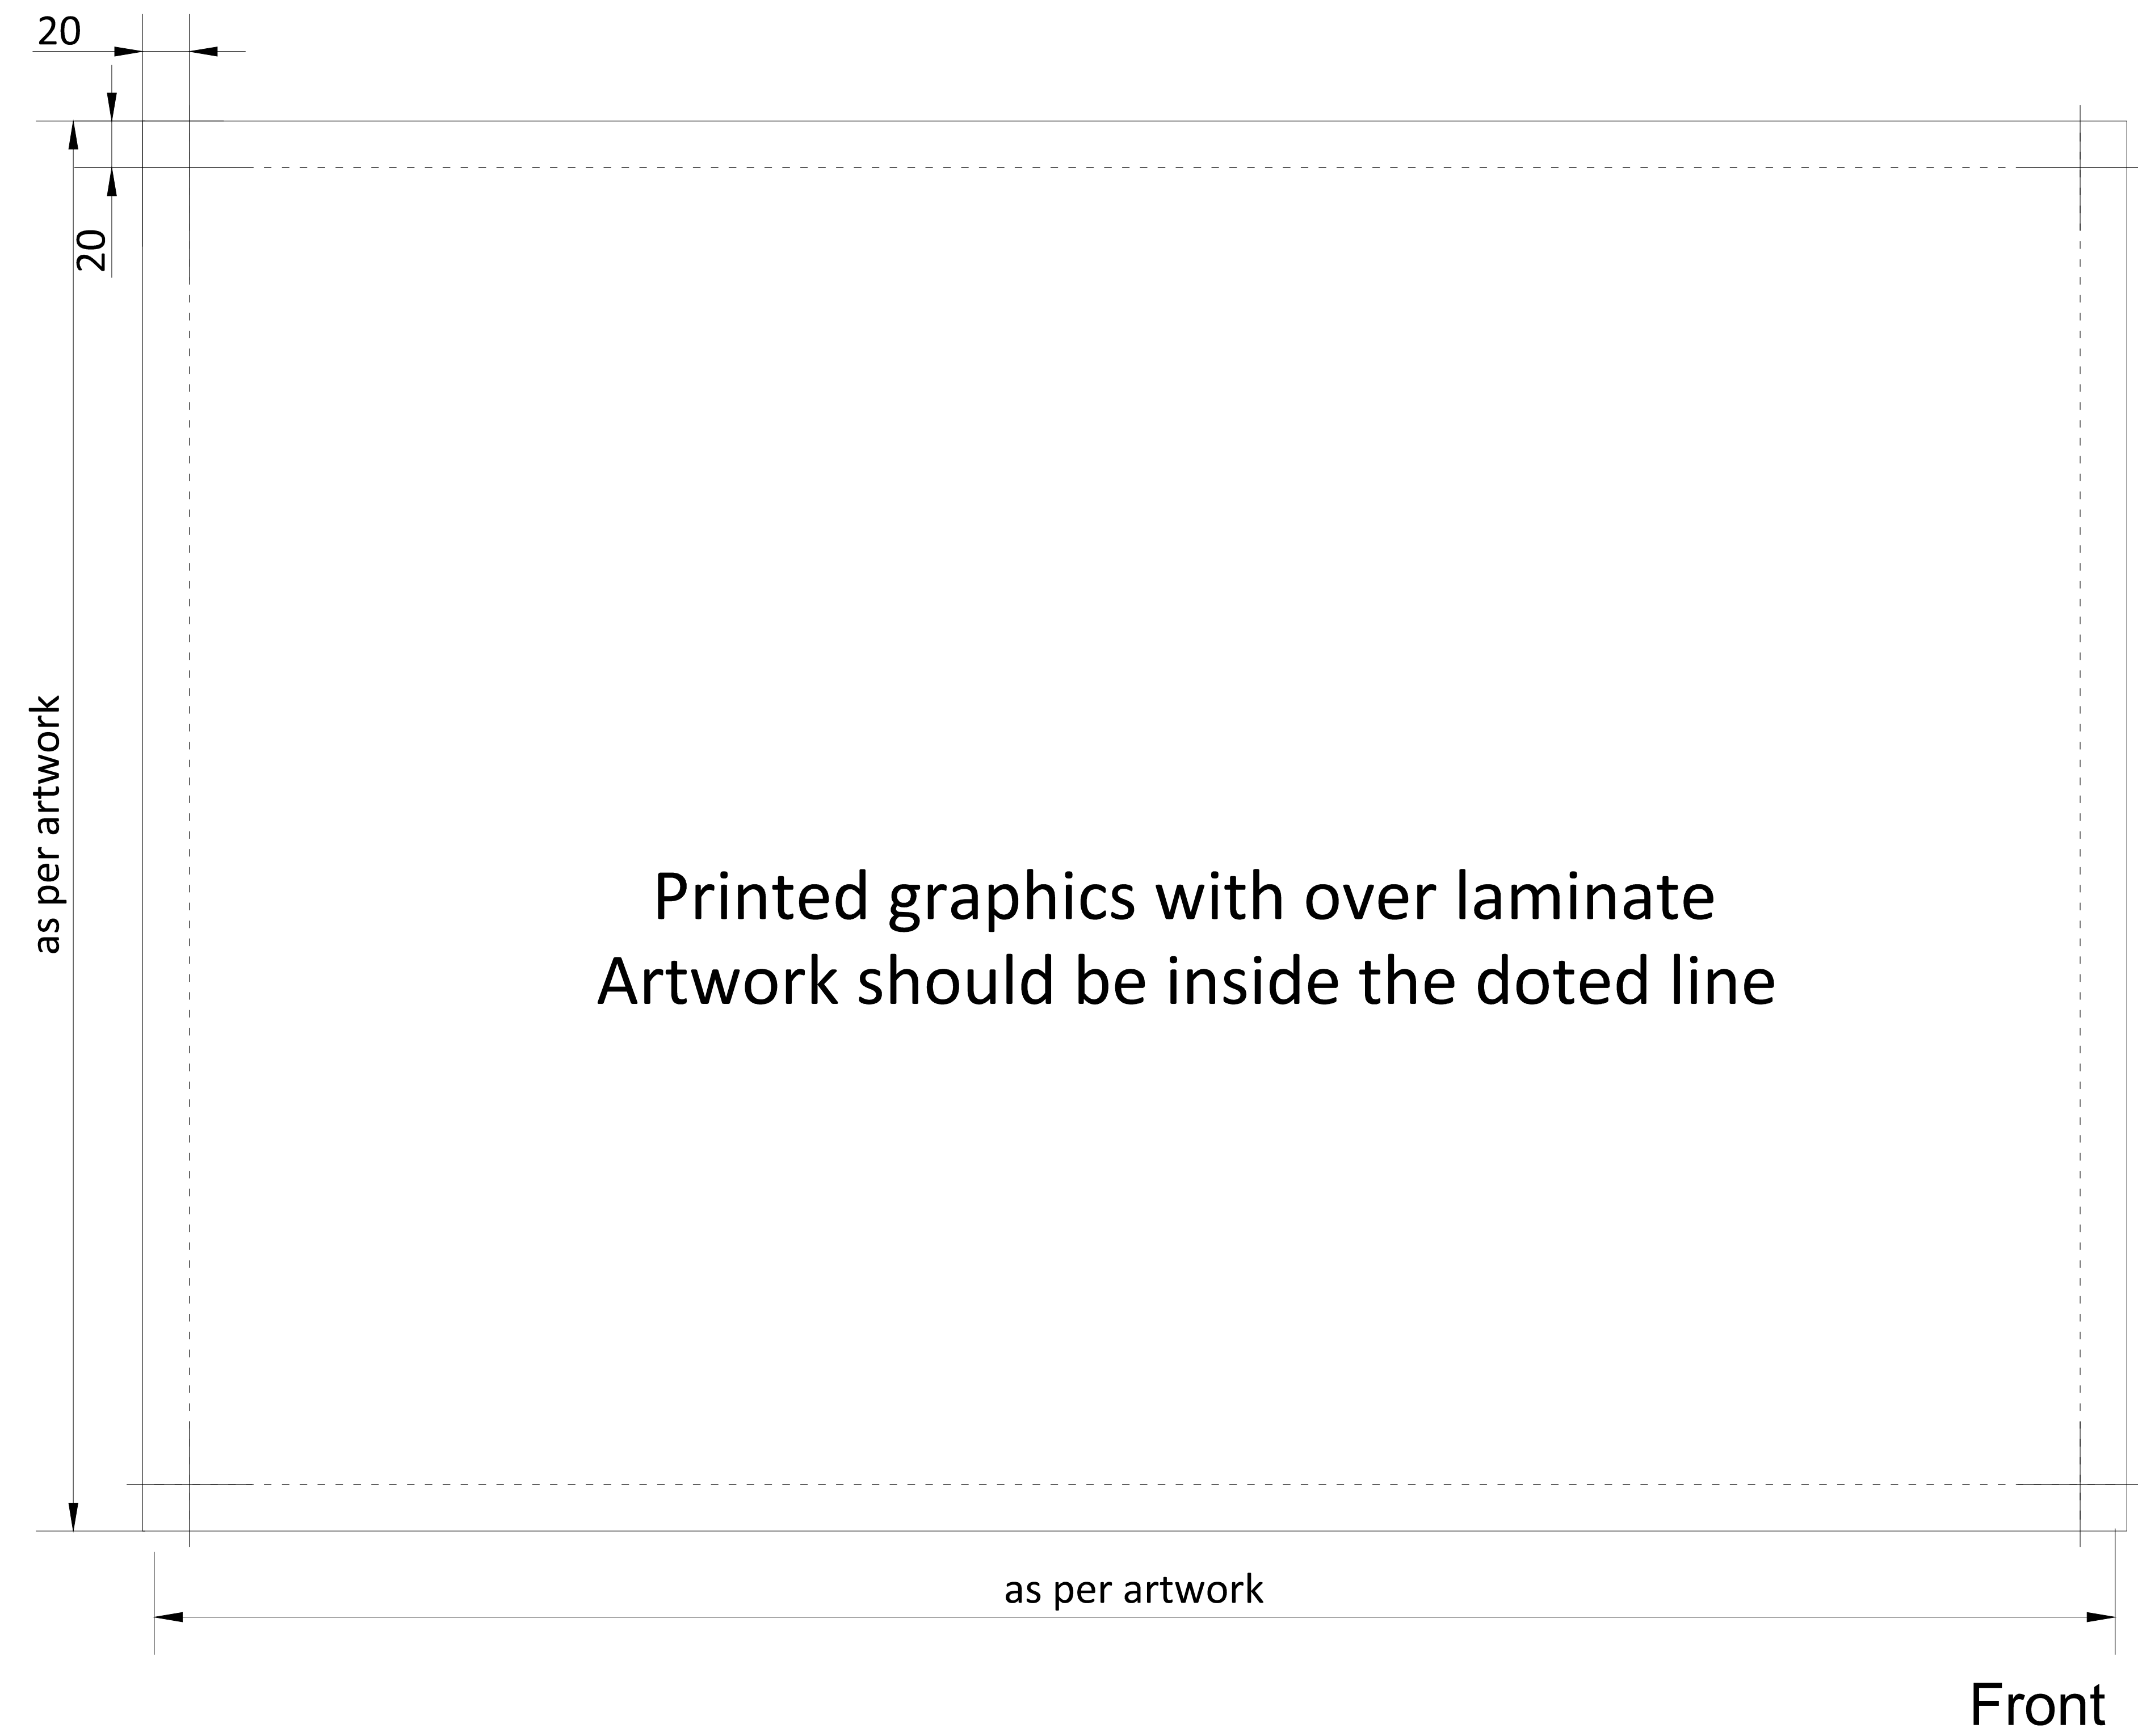 20
20
as per artwork
Printed graphics with over laminate
Artwork should be inside the doted line
as per artwork
Front